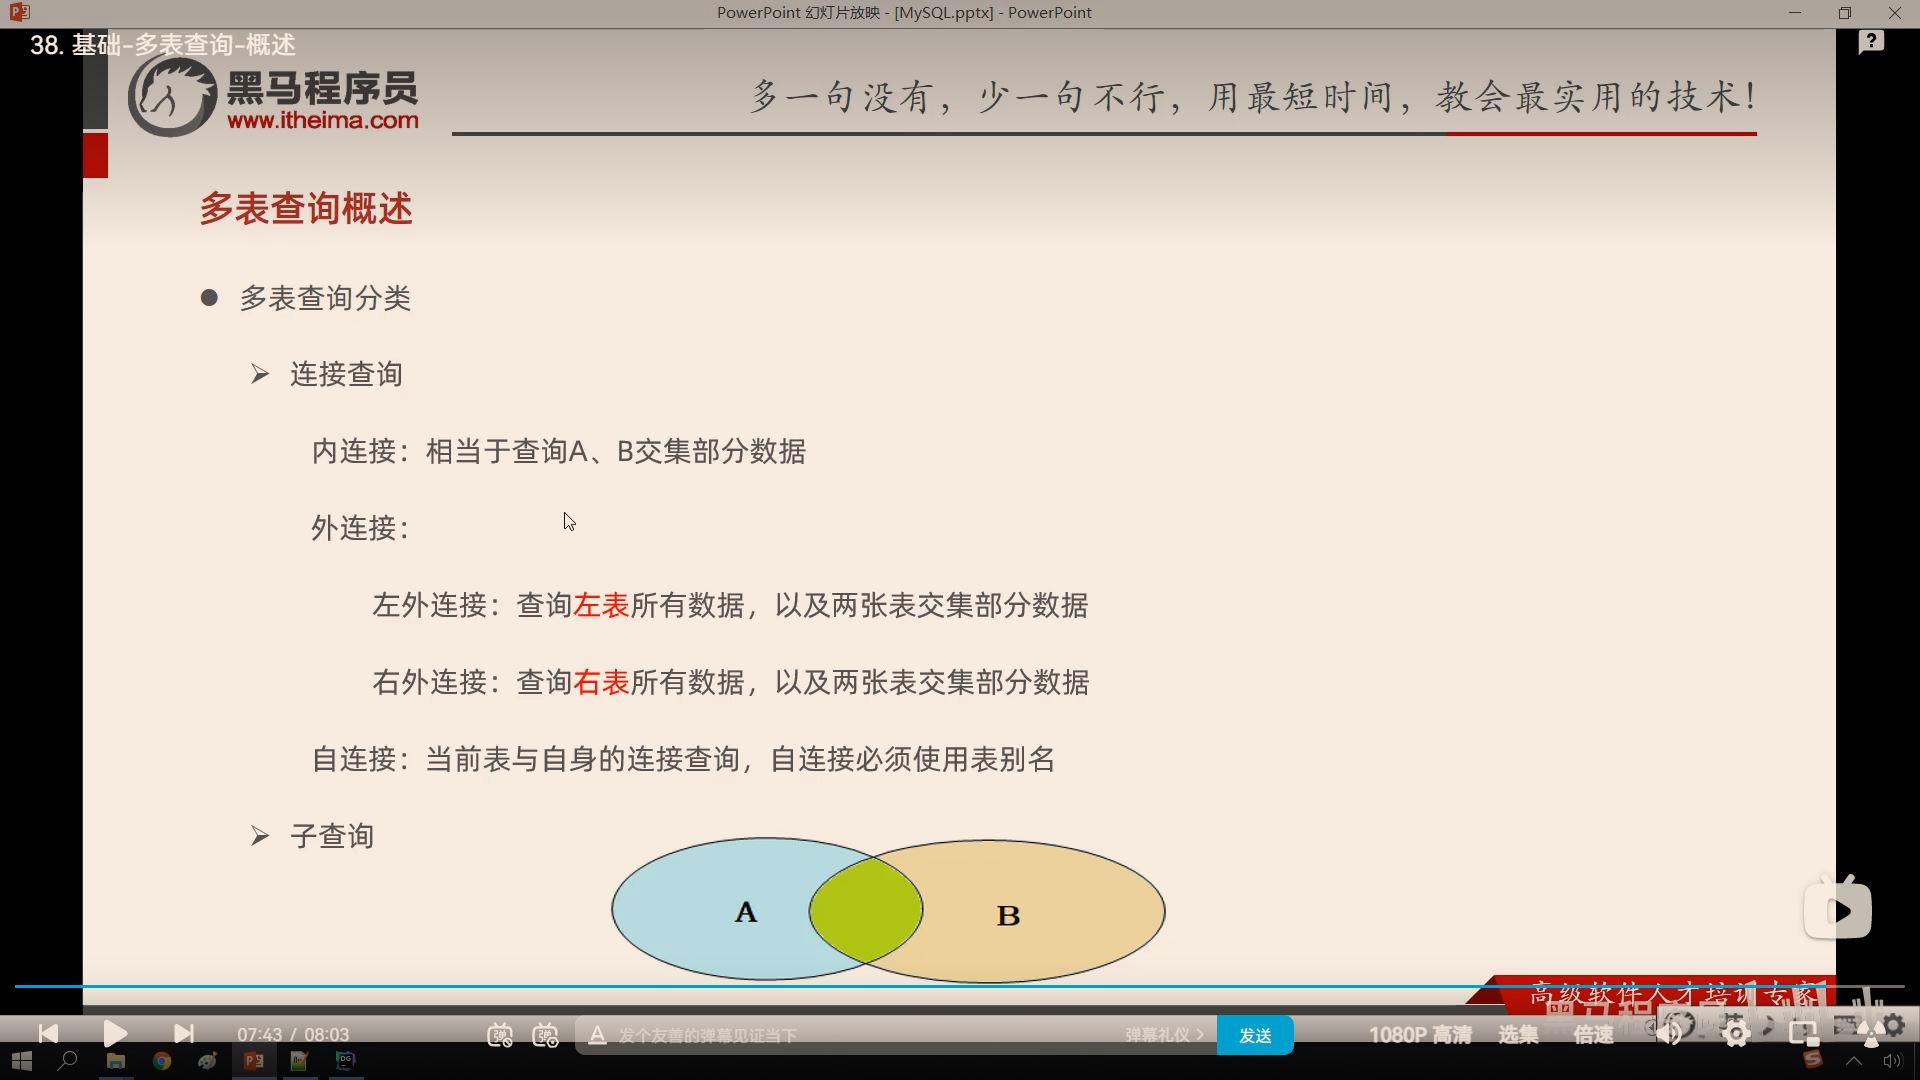 PowerPoint 幻灯片放映 - [MySQL.pptx] - PowerPoint
38. 基础-多表查询-概述
黑马程序员
www.itheima.com
多一句没有，少一句不行，用最短时间，教会最实用的技术！
多表查询概述
● 多表查询分类
➢ 连接查询
内连接：相当于查询A、B交集部分数据
外连接：
左外连接：查询左表所有数据，以及两张表交集部分数据
右外连接：查询右表所有数据，以及两张表交集部分数据
自连接：当前表与自身的连接查询，自连接必须使用表别名
➢ 子查询
A
B
高级软件人才培训专家
07:43 / 08:03
弹
弹
A
发个友善的弹幕见证当下
弹幕礼仪 >
发送
1080P 高清
选集
倍速